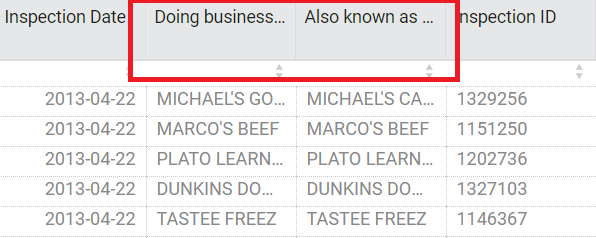 Inspection Date Doing business... Also known as ... Inspection ID
2013-04-22 MICHAEL'S GO... MICHAEL'S CA... 1329256
2013-04-22 MARCO'S BEEF MARCO'S BEEF 1151250
2013-04-22 PLATO LEARN... PLATO LEARN... 1202736
2013-04-22 DUNKINS DO... DUNKINS DO... 1327103
2013-04-22 TASTEE FREEZ TASTEE FREEZ 1146367